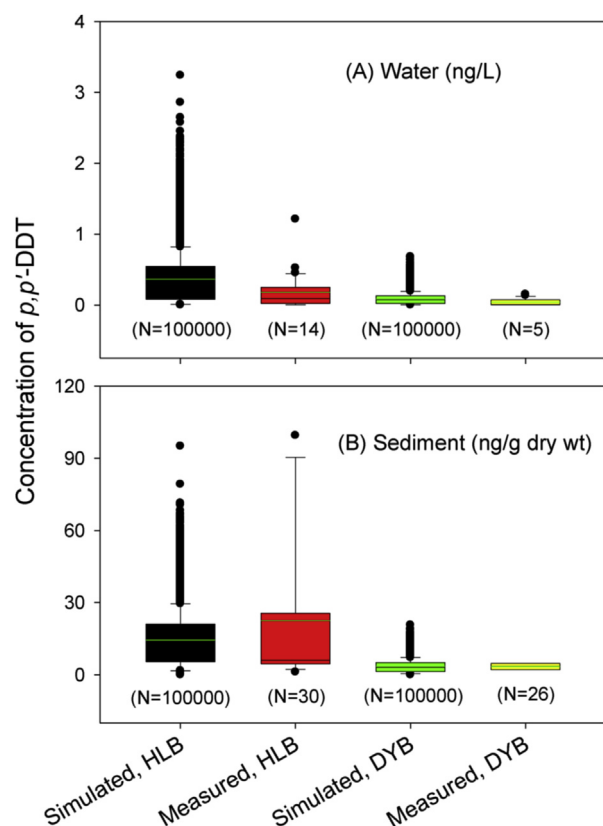 Concentration of p,p'-DDT
4
3
2
1
0
(A) Water (ng/L)
(N=100000)
(N=14)
(N=100000)
(N=5)
120
90
60
30
0
(B) Sediment (ng/g dry wt)
(N=100000)
(N=30)
(N=100000)
(N=26)
Simulated, HLB
Measured, HLB
Simulated, DYB
Measured, DYB